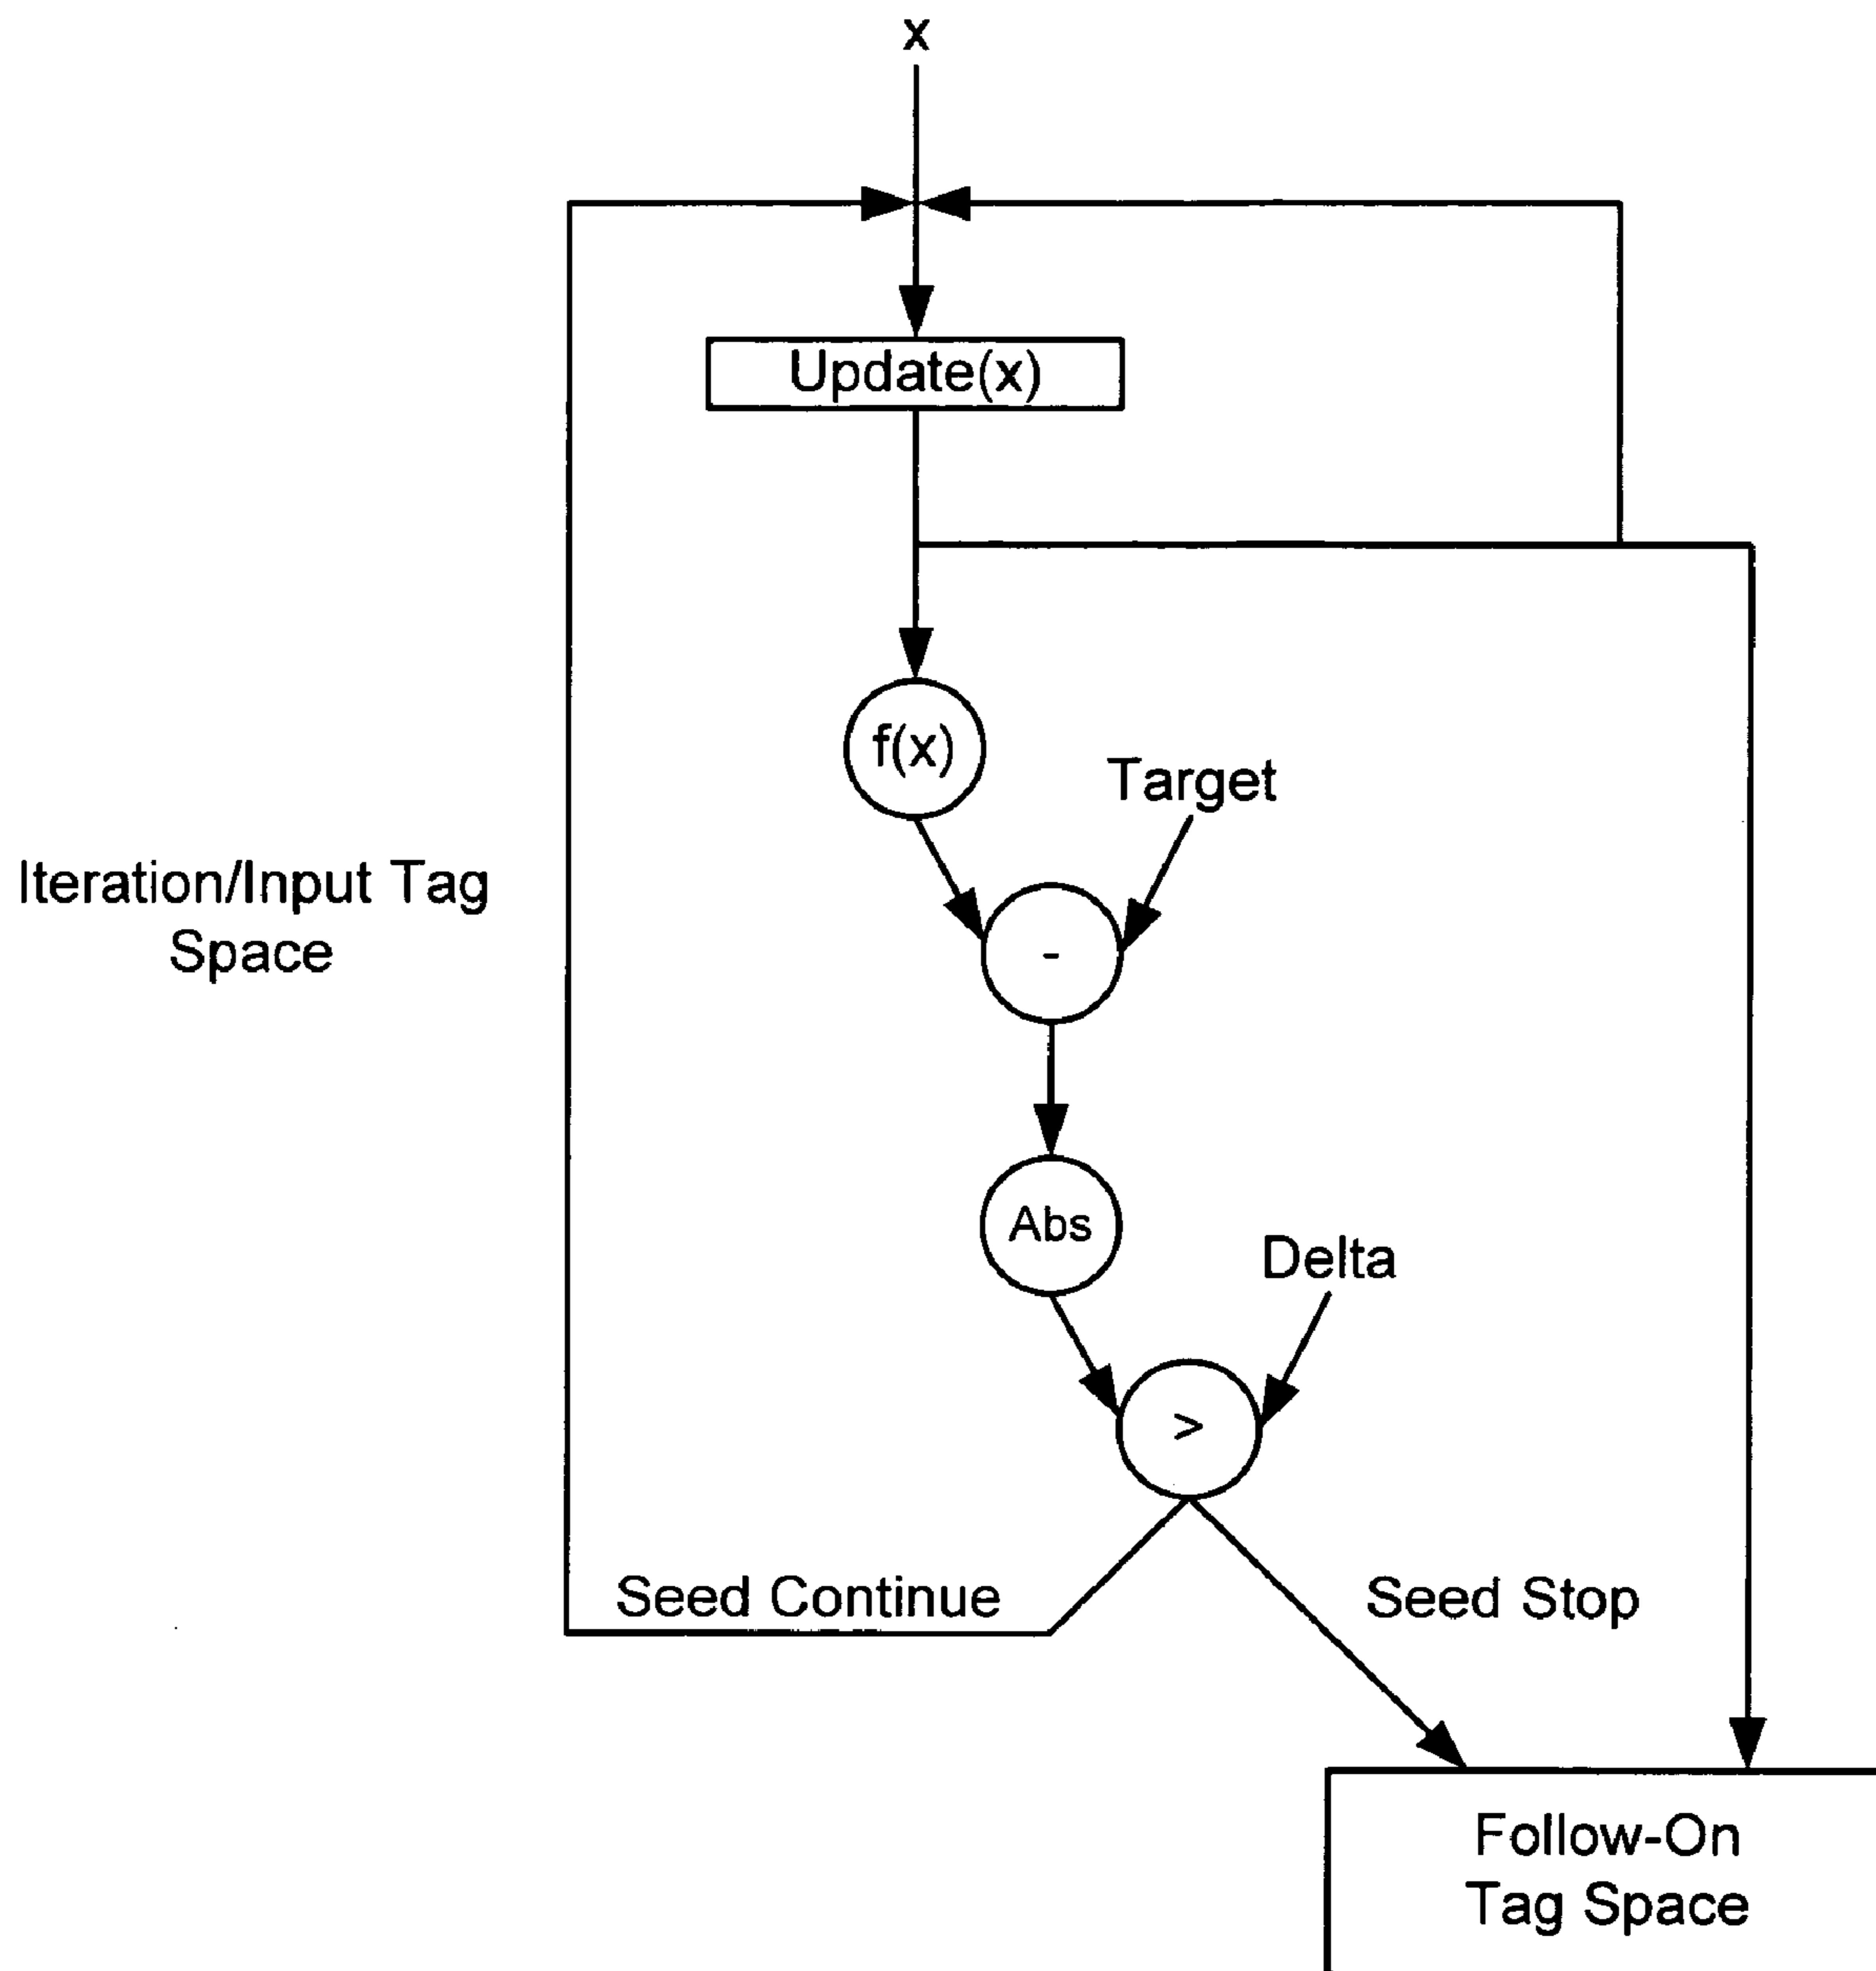 x
Update(x)
f(x)
Target
Iteration/Input Tag
Space
-
Abs
Delta
>
Seed Continue
Seed Stop
Follow-On
Tag Space